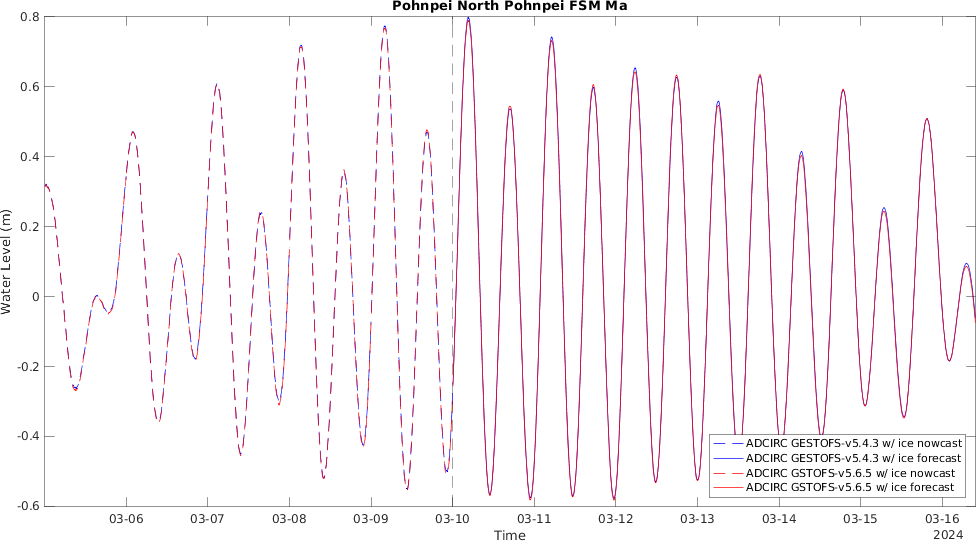 Pohnpei North Pohnpei FSM Ma
Water Level (m)
0.8
0.6
0.4
0.2
0
-0.2
-0.4
-0.6
03-06
03-07
03-08
03-09
03-10
03-11
03-12
03-13
03-14
03-15
03-16
Time
2024
ADCIRC GESTOFS-v5.4.3 w/ ice nowcast
ADCIRC GESTOFS-v5.4.3 w/ ice forecast
ADCIRC GSTOFS-v5.6.5 w/ ice nowcast
ADCIRC GSTOFS-v5.6.5 w/ ice forecast